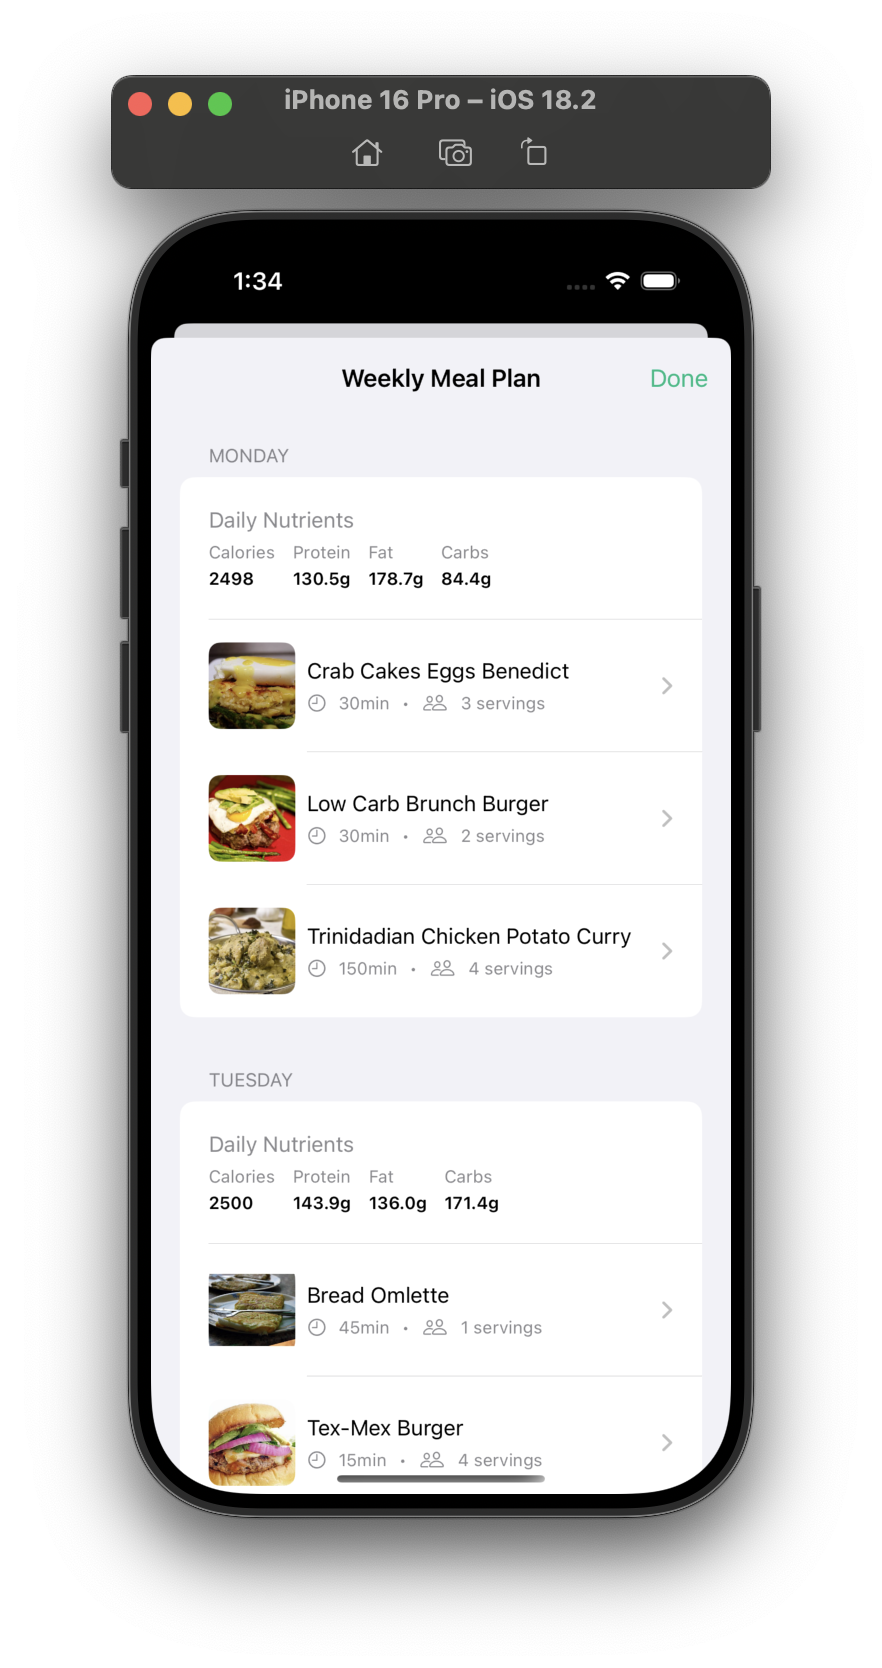 iPhone 16 Pro – iOS 18.2
1:34
Weekly Meal Plan
Done
MONDAY
Daily Nutrients
Calories Protein Fat Carbs
2498 130.5g 178.7g 84.4g
Crab Cakes Eggs Benedict
30min • 3 servings
Low Carb Brunch Burger
30min • 2 servings
Trinidadian Chicken Potato Curry
150min • 4 servings
TUESDAY
Daily Nutrients
Calories Protein Fat Carbs
2500 143.9g 136.0g 171.4g
Bread Omlette
45min • 1 servings
Tex-Mex Burger
15min • 4 servings